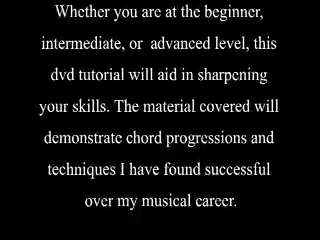 Whether you are at the beginner,
intermediate, or advanced level, this
dvd tutorial will aid in sharpening
your skills. The material covered will
demonstrate chord progressions and
techniques I have found successful
over my musical career.